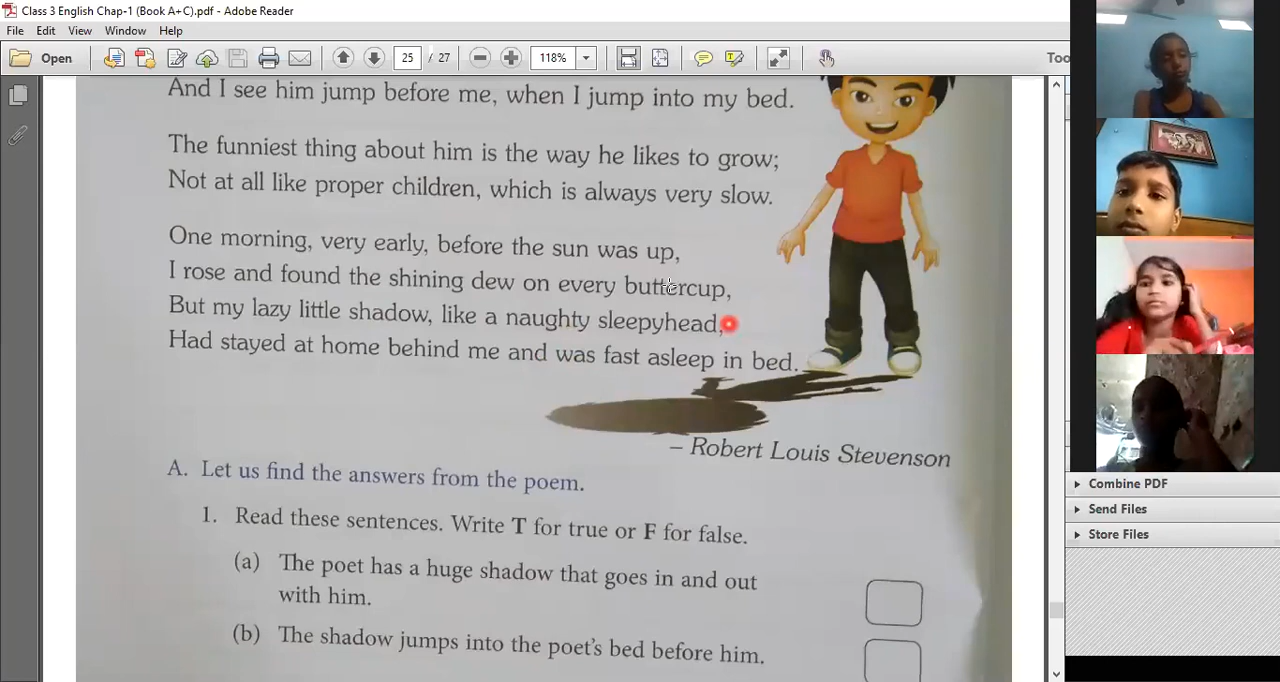 Class 3 English Chap-1 (Book A+C).pdf - Adobe Reader
File Edit View Window Help
Open 25 / 27 118% Too
And I see him jump before me, when I jump into my bed.
The funniest thing about him is the way he likes to grow;
Not at all like proper children, which is always very slow.
One morning, very early, before the sun was up,
I rose and found the shining dew on every buttercup,
But my lazy little shadow, like a naughty sleepyhead,
Had stayed at home behind me and was fast asleep in bed.
– Robert Louis Stevenson
A. Let us find the answers from the poem.
1. Read these sentences. Write T for true or F for false.
(a) The poet has a huge shadow that goes in and out
with him.
(b) The shadow jumps into the poet's bed before him.
Combine PDF
Send Files
Store Files